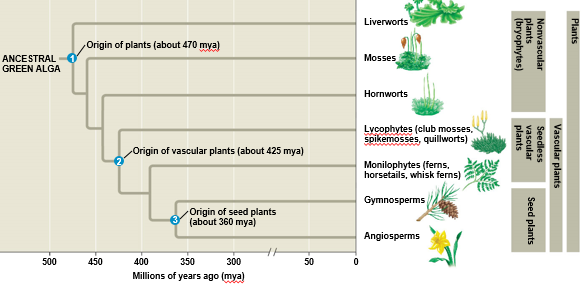 Liverworts
Origin of plants (about 470 mya)
ANCESTRAL
GREEN ALGA
1
Mosses
Hornworts
Lycophytes (club mosses,
spikemosses, quillworts)
2
Origin of vascular plants (about 425 mya)
Monilophytes (ferns,
horsetails, whisk ferns)
Gymnosperms
3
Origin of seed plants
(about 360 mya)
Angiosperms
Nonvascular
plants
(bryophytes)
Seedless
vascular
plants
Seed plants
Vascular plants
Plants
500 450 400 350 300 50 0
Millions of years ago (mya)